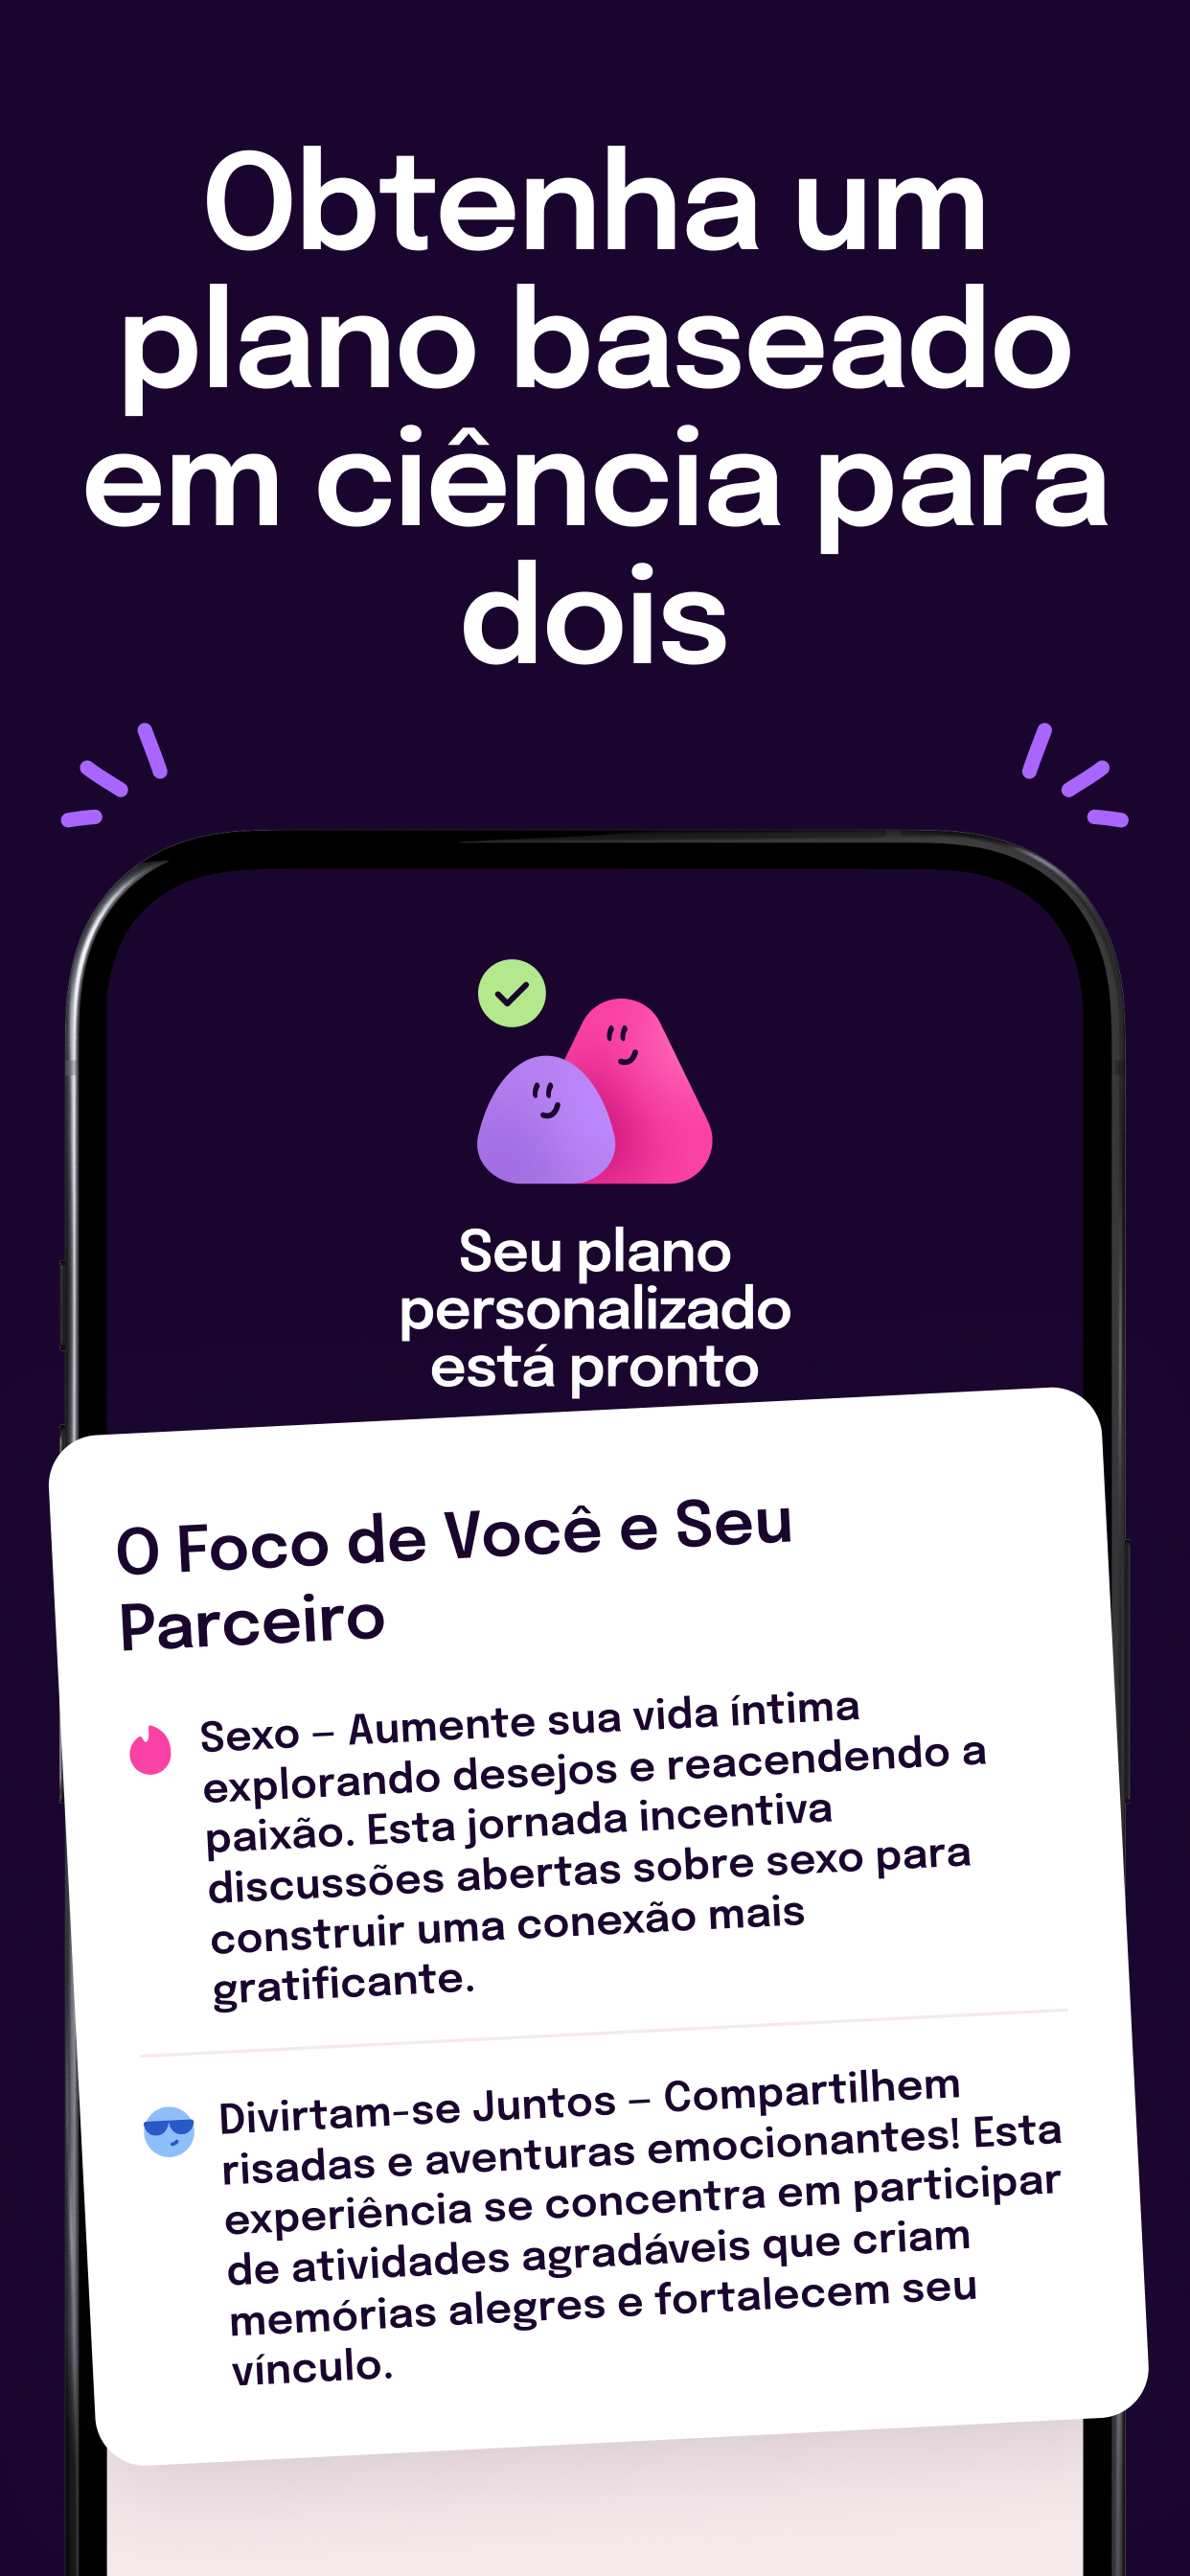 Obtenha um
plano baseado
em ciência para
dois
Seu plano
personalizado
está pronto
O Foco de Você e Seu
Parceiro
Sexo – Aumente sua vida íntima
explorando desejos e reacendendo a
paixão. Esta jornada incentiva
discussões abertas sobre sexo para
construir uma conexão mais
gratificante.
Divirtam-se Juntos – Compartilhem
risadas e aventuras emocionantes! Esta
experiência se concentra em participar
de atividades agradáveis que criam
memórias alegres e fortalecem seu
vínculo.